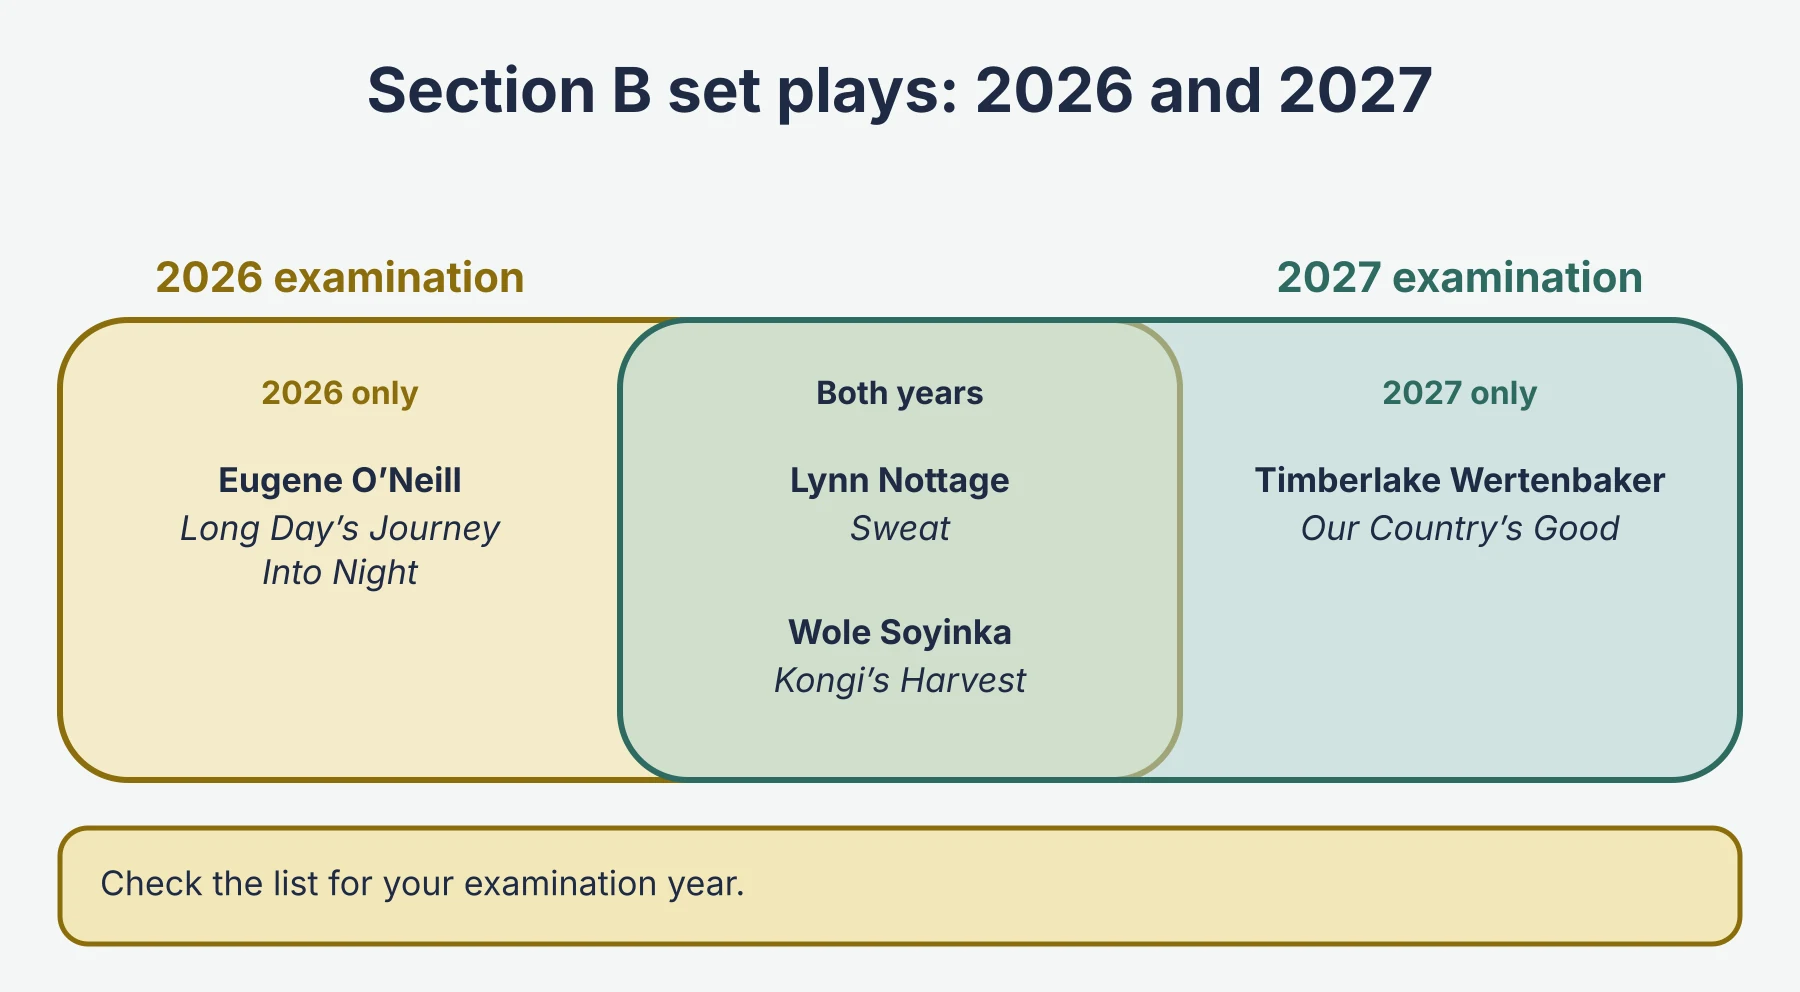 Section B set plays: 2026 and 2027
2026 examination
2027 examination
2026 only
Eugene O’Neill
Long Day’s Journey
Into Night
Both years
Lynn Nottage
Sweat
Wole Soyinka
Kongi’s Harvest
2027 only
Timberlake Wertenbaker
Our Country’s Good
Check the list for your examination year.